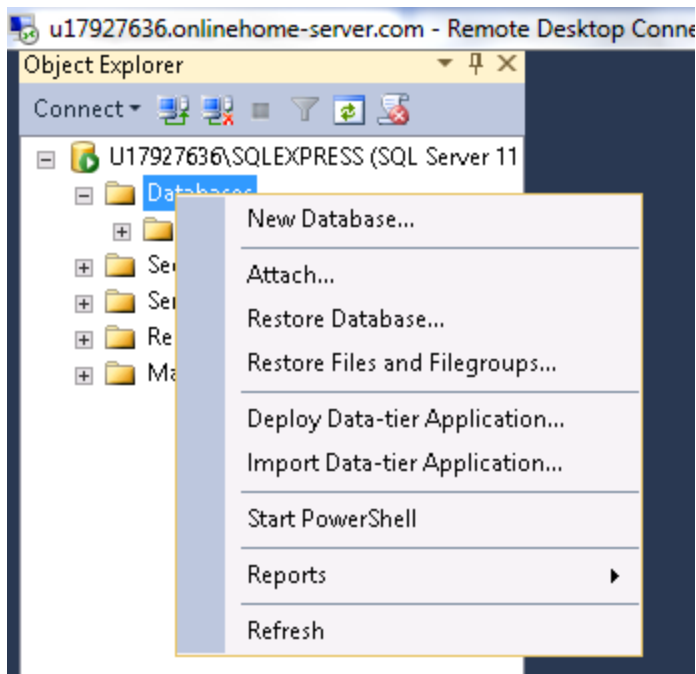 u17927636.onlinehome-server.com - Remote Desktop Conne
Object Explorer
Connect
U17927636\SQLEXPRESS (SQL Server 11
Databases
New Database...
Attach...
Restore Database...
Restore Files and Filegroups...
Deploy Data-tier Application...
Import Data-tier Application...
Start PowerShell
Reports
Refresh